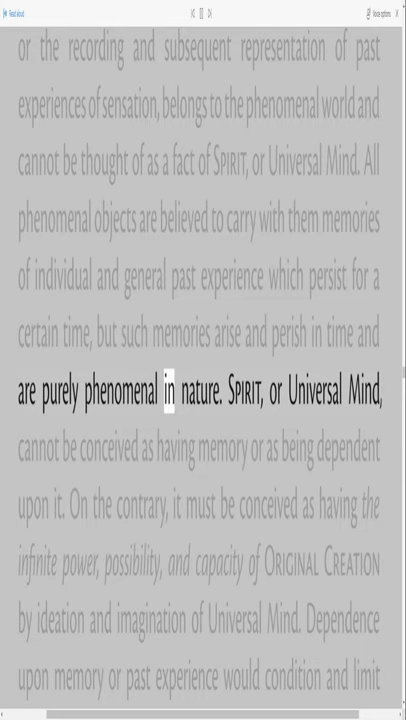 Read aloud
Voice options
or the recording and subsequent representation of past
experiences of sensation, belongs to the phenomenal world and
cannot be thought of as a fact of SPIRIT, or Universal Mind. All
phenomenal objects are believed to carry with them memories
of individual and general past experience which persist for a
certain time, but such memories arise and perish in time and
are purely phenomenal in nature. SPIRIT, or Universal Mind,
cannot be conceived as having memory or as being dependent
upon it. On the contrary, it must be conceived as having the
infinite power, possibility, and capacity of ORIGINAL CREATION
by ideation and imagination of Universal Mind. Dependence
upon memory or past experience would condition and limit